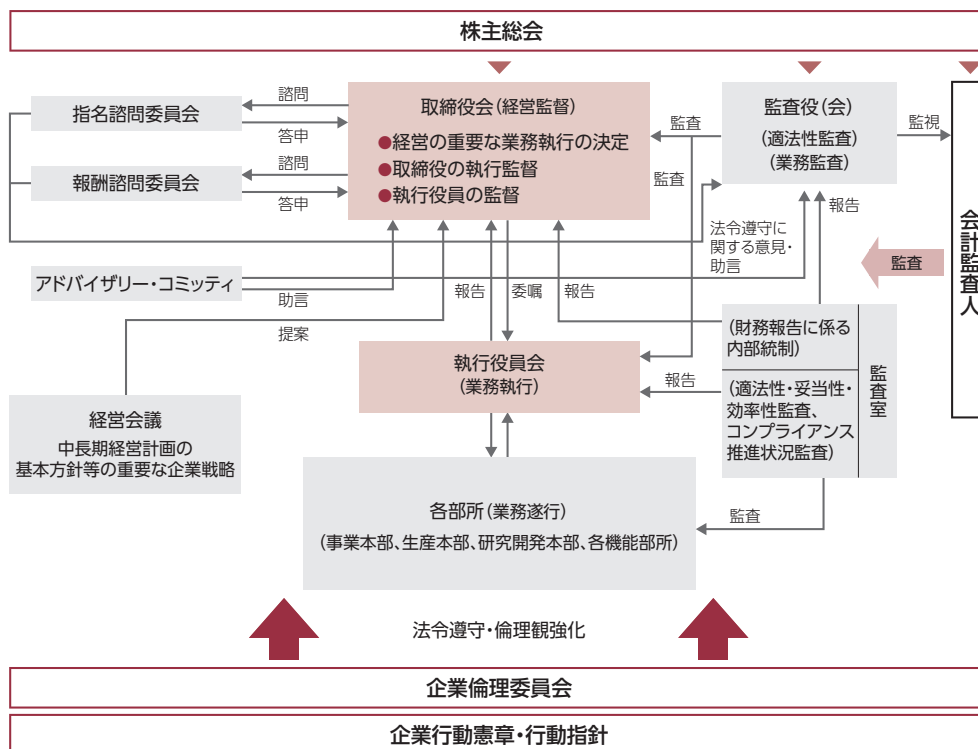 株主総会
指名諮問委員会
諮問
答申
報酬諮問委員会
諮問
答申
取締役会(経営監督)
●経営の重要な業務執行の決定
●取締役の執行監督
●執行役員の監督
監査
監査
監査役(会)
(適法性監査)
(業務監査)
監視
会計監査人
監査
報告
法令遵守に
関する意見・
助言
アドバイザリー・コミッティ
助言
提案
報告
委嘱
報告
執行役員会
(業務執行)
報告
(財務報告に係る
内部統制)
(適法性・妥当性・
効率性監査、
コンプライアンス
推進状況監査)
監査室
経営会議
中長期経営計画の
基本方針等の重要な企業戦略
各部所(業務遂行)
(事業本部、生産本部、研究開発本部、各機能部所)
監査
法令遵守・倫理観強化
企業倫理委員会
企業行動憲章・行動指針